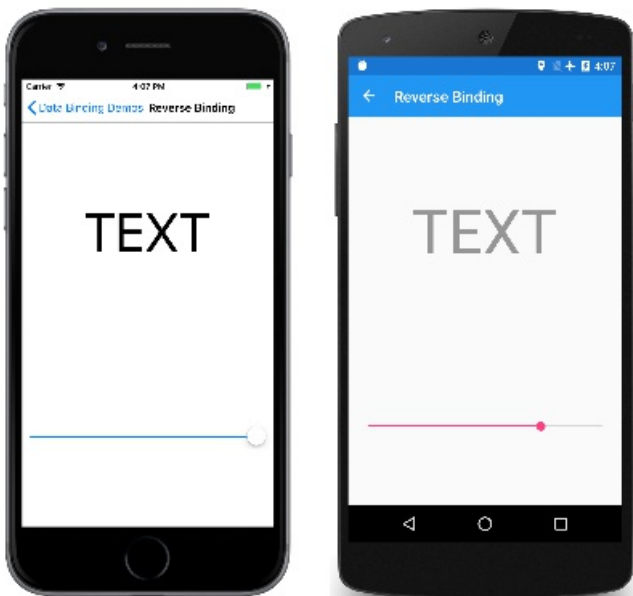 Carrier 4:07 PM
Data Binding Demos Reverse Binding
TEXT
4:07
Reverse Binding
TEXT